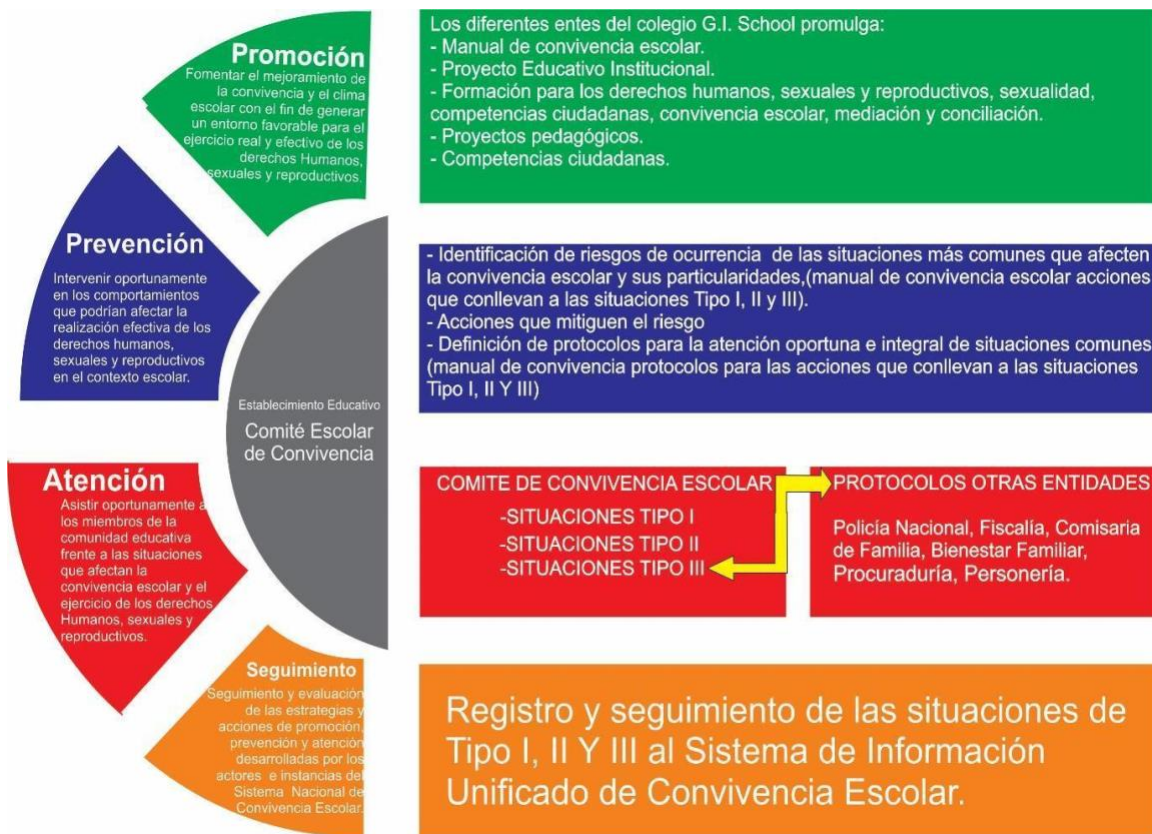 Promoción
Fomentar el mejoramiento de
la convivencia y el clima
escolar con el fin de generar
un entorno favorable para el
ejercicio real y efectivo de los
derechos Humanos,
sexuales y reproductivos.
Los diferentes entes del colegio G.I. School promulga:
- Manual de convivencia escolar.
- Proyecto Educativo Institucional.
- Formación para los derechos humanos, sexuales y reproductivos, sexualidad,
competencias ciudadanas, convivencia escolar, mediación y conciliación.
- Proyectos pedagógicos.
- Competencias ciudadanas.
Prevención
Intervenir oportunamente
en los comportamientos
que podrían afectar la
realización efectiva de los
derechos humanos,
sexuales y reproductivos
en el contexto escolar.
- Identificación de riesgos de ocurrencia de las situaciones más comunes que afecten
la convivencia escolar y sus particularidades,(manual de convivencia escolar acciones
que conllevan a las situaciones Tipo I, II y III).
- Acciones que mitiguen el riesgo
- Definición de protocolos para la atención oportuna e integral de situaciones comunes
(manual de convivencia protocolos para las acciones que conllevan a las situaciones
Tipo I, II Y III)
Establecimiento Educativo
Comité Escolar
de Convivencia
Atención
Asistir oportunamente a
los miembros de la
comunidad educativa
frente a las situaciones
que afectan la
convivencia escolar y el
ejercicio de los derechos
Humanos, sexuales y
reproductivos.
COMITE DE CONVIVENCIA ESCOLAR
-SITUACIONES TIPO I
-SITUACIONES TIPO II
-SITUACIONES TIPO III
PROTOCOLOS OTRAS ENTIDADES
Policía Nacional, Fiscalía, Comisaria
de Familia, Bienestar Familiar,
Procuraduría, Personería.
Seguimiento
Seguimiento y evaluación
de las estrategias y
acciones de promoción,
prevención y atención
desarrolladas por los
actores e instancias del
Sistema Nacional de
Convivencia Escolar.
Registro y seguimiento de las situaciones de
Tipo I, II Y III al Sistema de Información
Unificado de Convivencia Escolar.